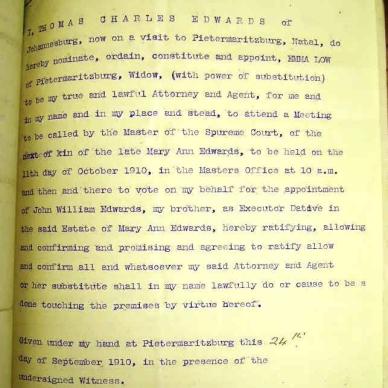 I, THOMAS CHARLES EDWARDS of
Johannesburg, now on a visit to Pietermaritzburg, Natal, do
hereby nominate, ordain, constitute and appoint, EMMA LOW
of Pietermaritzburg, Widow, (with power of substitution)
to be my true and lawful Attorney and Agent, for me and
in my name and in my place and stead, to attend a Meeting
to be called by the Master of the Spureme Court, of the
next of kin of the late Mary Ann Edwards, to be held on the
11th day of October 1910, in the Masters Office at 10 a.m.
and then and there to vote on my behalf for the appointment
of John William Edwards, my brother, as Executor Dative in
the said Estate of Mary Ann Edwards, hereby ratifying, allowing
and confirming and promising and agreeing to ratify allow
and confirm all and whatsoever my said Attorney and Agent
or her substitute shall in my name lawfully do or cause to be a
done touching the premises by virtue hereof.
Given under my hand at Pietermaritzburg this 24th
day of September 1910, in the presence of the
undersigned Witness.